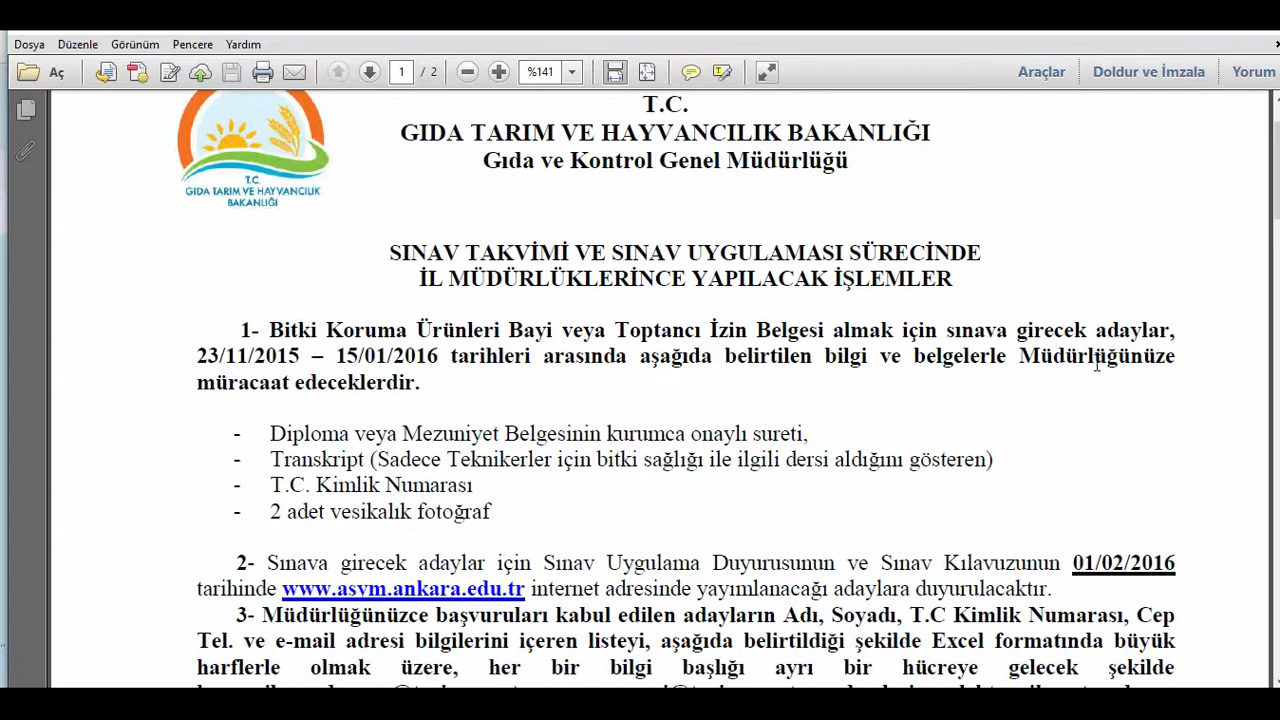 Dosya Düzenle Görünüm Pencere Yardım
Aç 1 / 2 %141 Araçlar Doldur ve İmzala Yorum
T.C.
GIDA TARIM VE HAYVANCILIK BAKANLIĞI
Gıda ve Kontrol Genel Müdürlüğü
T.C.
GIDA TARIM VE HAYVANCILIK
BAKANLIĞI
SINAV TAKVİMİ VE SINAV UYGULAMASI SÜRECİNDE
İL MÜDÜRLÜKLERİNCE YAPILACAK İŞLEMLER
1- Bitki Koruma Ürünleri Bayi veya Toptancı İzin Belgesi almak için sınava girecek adaylar,
23/11/2015 – 15/01/2016 tarihleri arasında aşağıda belirtilen bilgi ve belgelerle Müdürlüğünüze
müracaat edeceklerdir.
- Diploma veya Mezuniyet Belgesinin kurumca onaylı sureti,
- Transkript (Sadece Teknikerler için bitki sağlığı ile ilgili dersi aldığını gösteren)
- T.C. Kimlik Numarası
- 2 adet vesikalık fotoğraf
2- Sınava girecek adaylar için Sınav Uygulama Duyurusunun ve Sınav Kılavuzunun 01/02/2016
tarihinde www.asym.ankara.edu.tr internet adresinde yayımlanacağı adaylara duyurulacaktır.
3- Müdürlüğünüzce başvuruları kabul edilen adayların Adı, Soyadı, T.C Kimlik Numarası, Cep
Tel. ve e-mail adresi bilgilerini içeren listeyi, aşağıda belirtildiği şekilde Excel formatında büyük
harflerle olmak üzere, her bir bilgi başlığı ayrı bir hücreye gelecek şekilde